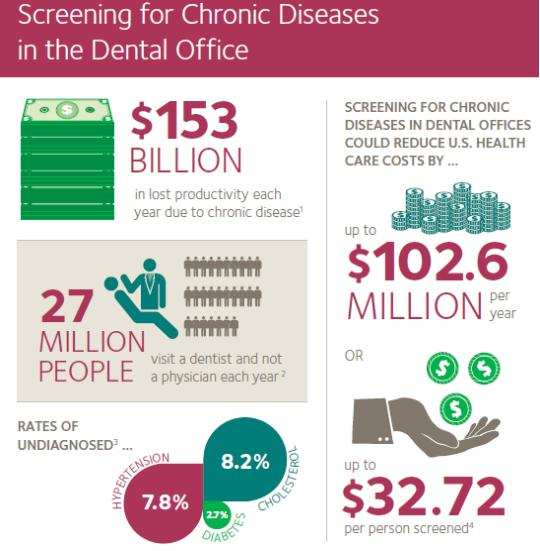 Screening for Chronic Diseases
in the Dental Office
$
$153
BILLION
in lost productivity each
year due to chronic disease¹
27
MILLION
PEOPLE
visit a dentist and not
a physician each year²
RATES OF
UNDIAGNOSED³ ...
HYPERTENSION
7.8%
8.2%
CHOLESTEROL
2.7%
DIABETES
SCREENING FOR CHRONIC
DISEASES IN DENTAL OFFICES
COULD REDUCE U.S. HEALTH
CARE COSTS BY ...
up to
$102.6
MILLION
per
year
OR
$
$
$
up to
$32.72
per person screened⁴